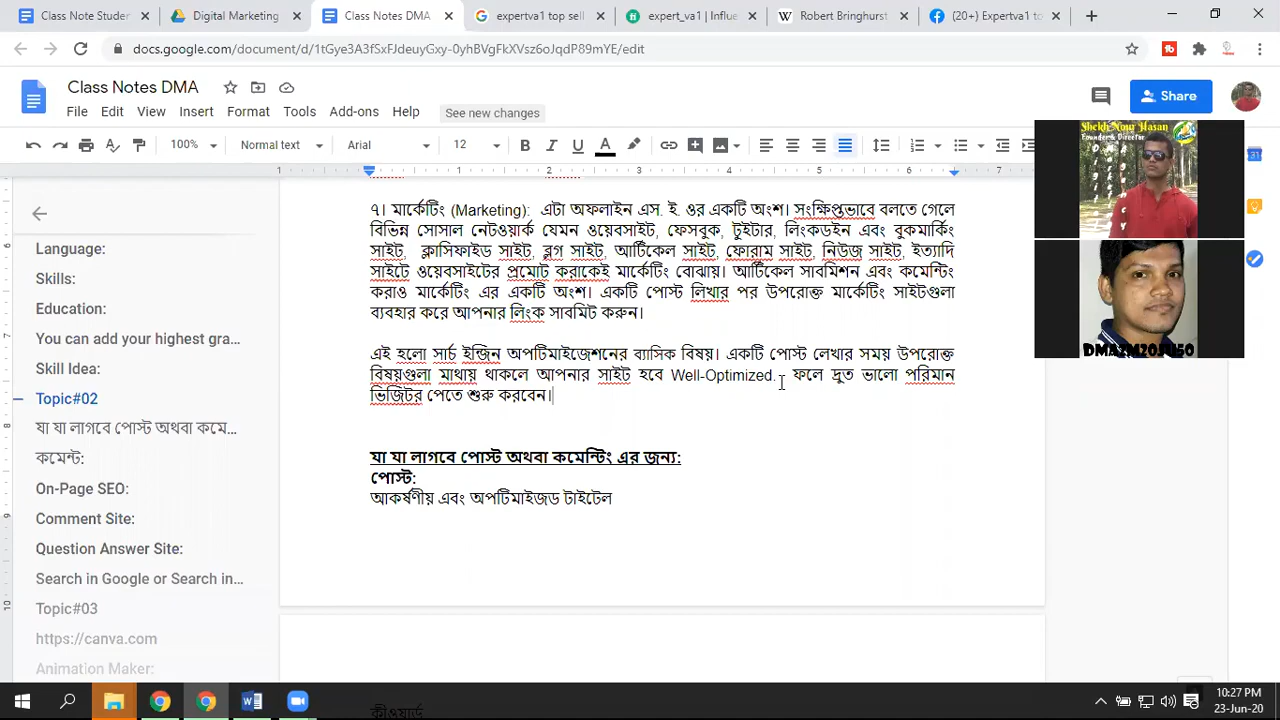 Class Note Studen
Digital Marketing
Class Notes DMA
expertva1 top sell
expert_va1 | Influe
Robert Bringhurst
(20+) Expertva1 to
docs.google.com/document/d/1tGye3A3fSxFJdeuyGxy-0yhBVgFkXVsz6oJqdP89mYE/edit
Class Notes DMA
File Edit View Insert Format Tools Add-ons Help See new changes
Share
100% Normal text Arial 12
Shekh Nour Hasan
Founder & Director
DMA2M20JU50
Language:
Skills:
Education:
You can add your highest gra...
Skill Idea:
Topic#02
যা যা লাগবে পোস্ট অথবা কমে...
কমেন্ট:
On-Page SEO:
Comment Site:
Question Answer Site:
Search in Google or Search in...
Topic#03
https://canva.com
Animation Maker:
৭। মার্কেটিং (Marketing): এটা অফলাইন এস. ই. ওর একটি অংশ। সংক্ষিপ্তভাবে বলতে গেলে
বিভিন্ন সোসাল নেটওয়ার্ক যেমন ওয়েবসাইট, ফেসবুক, টুইটার, লিংকডইন এবং বুকমার্কিং
সাইট, ক্লাসিফাইড সাইট, ব্লগ সাইট, আর্টিকেল সাইট, ফোরাম সাইট, নিউজ সাইট, ইত্যাদি
সাইটে ওয়েবসাইটের প্রমোট করাকেই মার্কেটিং বোঝায়। আর্টিকেল সাবমিশন এবং কমেন্টিং
করাও মার্কেটিং এর একটি অংশ। একটি পোস্ট লিখার পর উপরোক্ত মার্কেটিং সাইটগুলা
ব্যবহার করে আপনার লিংক সাবমিট করুন।
এই হলো সার্চ ইন্জিন অপটিমাইজেশনের ব্যাসিক বিষয়। একটি পোস্ট লেখার সময় উপরোক্ত
বিষয়গুলা মাথায় থাকলে আপনার সাইট হবে Well-Optimized. ফলে দ্রুত ভালো পরিমান
ভিজিটর পেতে শুরু করবেন।
যা যা লাগবে পোস্ট অথবা কমেন্টিং এর জন্য:
পোস্ট:
আকর্ষণীয় এবং অপটিমাইজড টাইটেল
কীওয়ার্ড
10:27 PM
23-Jun-20